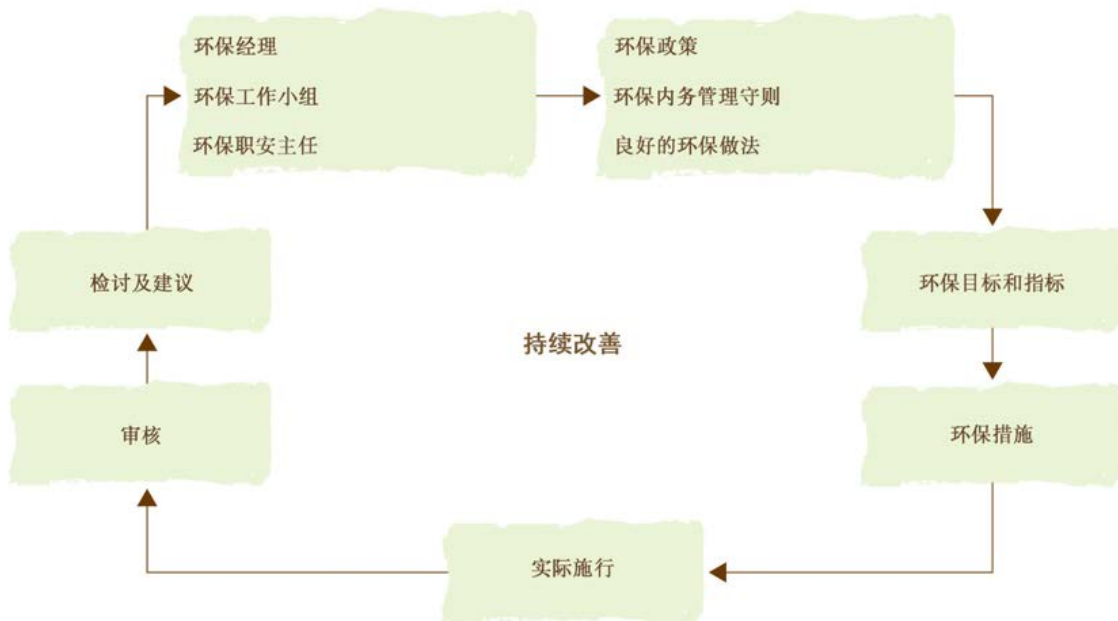 环保经理
环保工作小组
环保职安主任
环保政策
环保内务管理守则
良好的环保做法
检讨及建议
环保目标和指标
持续改善
审核
环保措施
实际施行